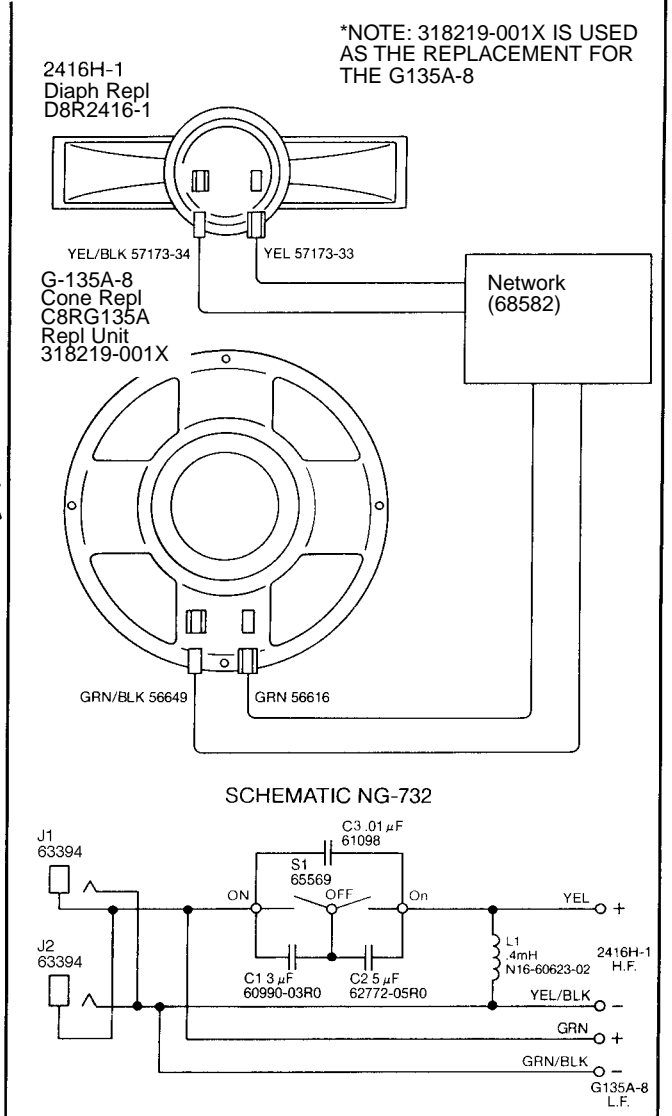 *NOTE: 318219-001X IS USED
AS THE REPLACEMENT FOR
THE G135A-8
2416H-1
Diaph Repl
D8R2416-1
YEL/BLK 57173-34
YEL 57173-33
G-135A-8
Cone Repl
C8RG135A
Repl Unit
318219-001X
Network
(68582)
GRN/BLK 56649
GRN 56616
SCHEMATIC NG-732
J1
63394
C3 .01 µF
61098
S1
65569
ON
OFF
On
YEL
+
J2
63394
C1 3 µF
60990-03R0
C2 5 µF
62772-05R0
L1
.4mH
N16-60623-02
2416H-1
H.F.
YEL/BLK
−
GRN
+
GRN/BLK
−
G135A-8
L.F.